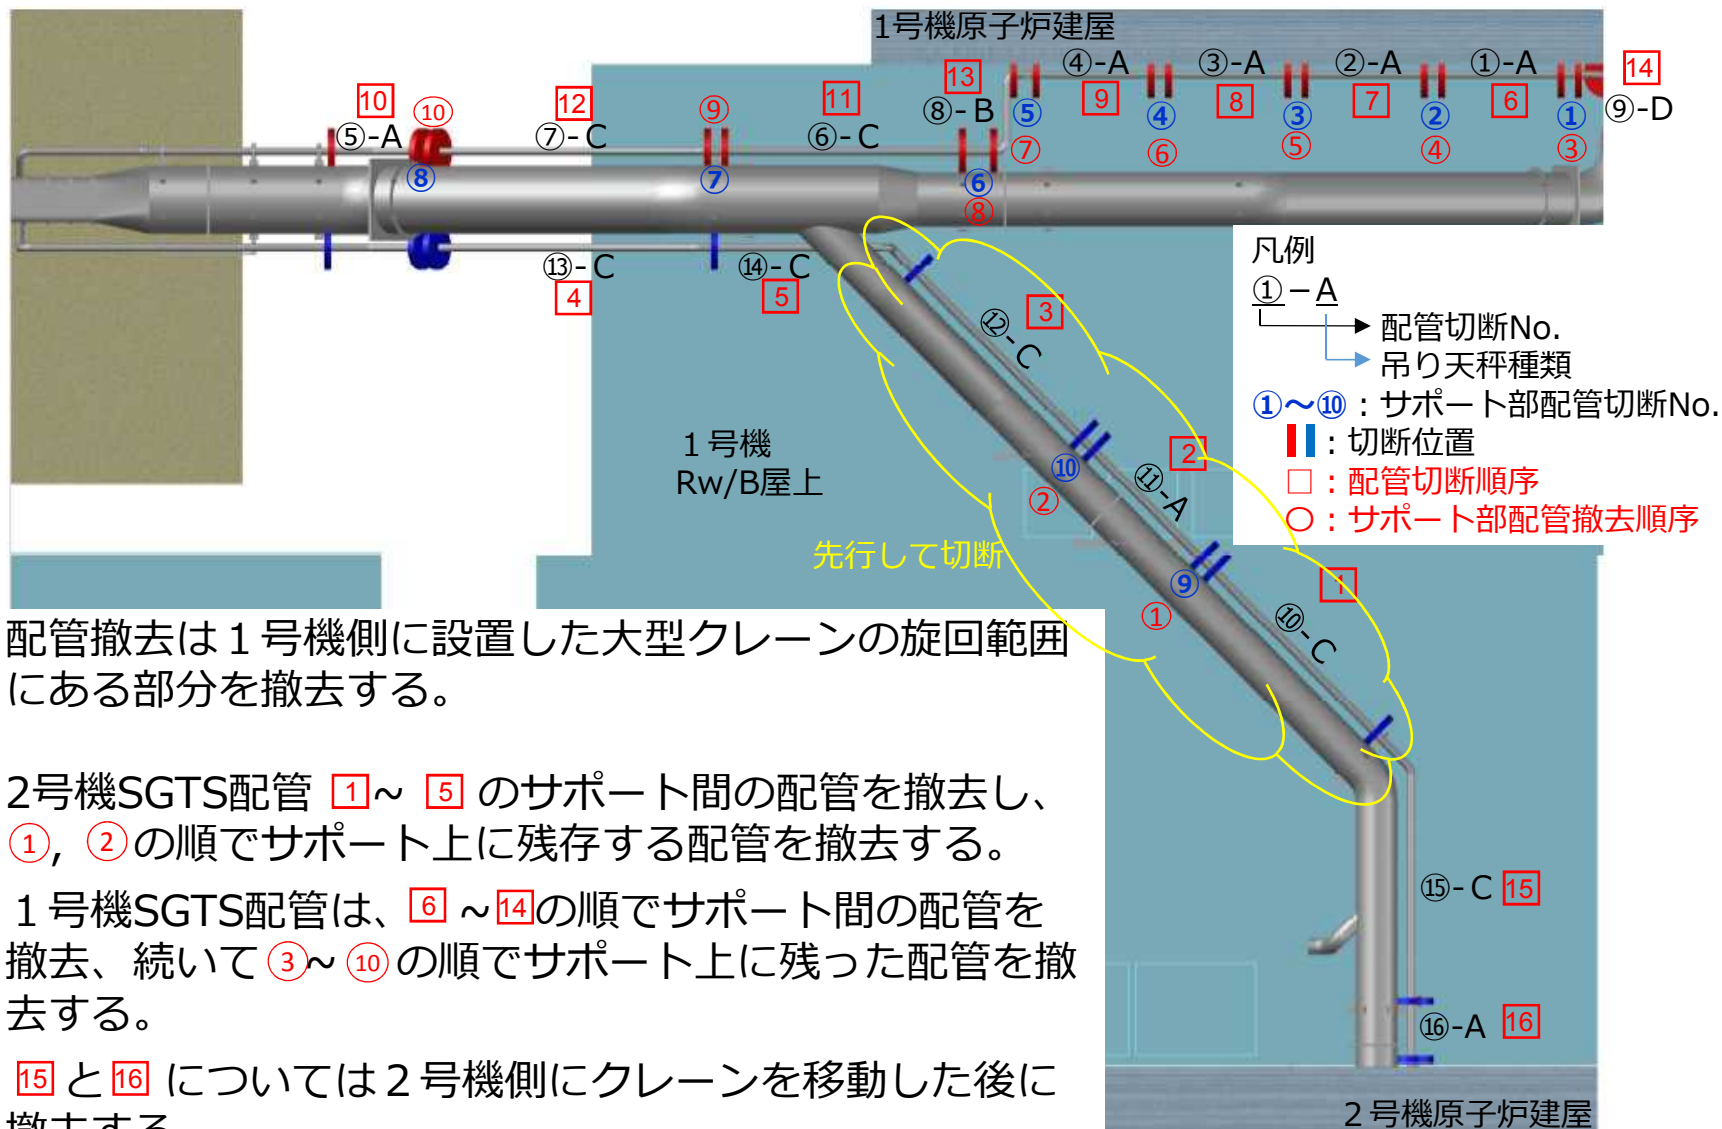 1号機原子炉建屋
④-A
③-A
②-A
①-A
14
10
⑩
12
⑨
11
13
9
8
7
6
⑤-A
⑦-C
⑥-C
⑧-B
⑤
④
③
②
①
⑨-D
⑦
⑥
⑤
④
③
⑧
⑦
⑥
⑧
⑬-C
⑭-C
4
5
凡例
①－A
配管切断No.
吊り天秤種類
①～⑩：サポート部配管切断No.
：切断位置
□：配管切断順序
○：サポート部配管撤去順序
3
⑫-C
2
⑩
⑪-A
②
１号機
Rw/B屋上
先行して切断
⑨
1
①
⑩-C
配管撤去は１号機側に設置した大型クレーンの旋回範囲
にある部分を撤去する。
2号機SGTS配管 1~ 5 のサポート間の配管を撤去し、
①, ②の順でサポート上に残存する配管を撤去する。
１号機SGTS配管は、6 ~14の順でサポート間の配管を
撤去、続いて③~⑩の順でサポート上に残った配管を撤
去する。
15 と16 については２号機側にクレーンを移動した後に
撤去する
⑮-C 15
⑯-A 16
２号機原子炉建屋